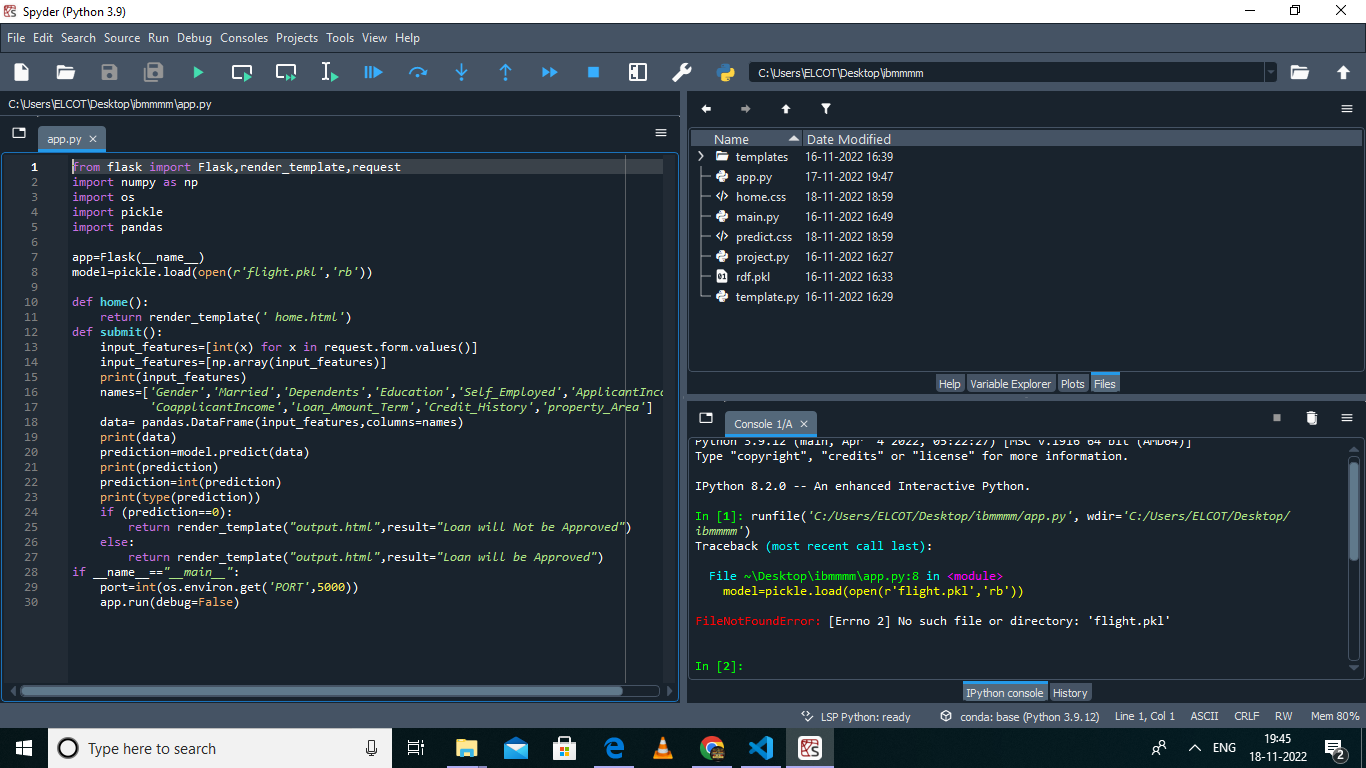 Spyder (Python 3.9)
File Edit Search Source Run Debug Consoles Projects Tools View Help
C:\Users\ELCOT\Desktop\ibmmmm
C:\Users\ELCOT\Desktop\ibmmmm\app.py
app.py
1 from flask import Flask,render_template,request
2 import numpy as np
3 import os
4 import pickle
5 import pandas
6
7 app=Flask(__name__)
8 model=pickle.load(open(r'flight.pkl','rb'))
9
10 def home():
11 return render_template(' home.html')
12 def submit():
13 input_features=[int(x) for x in request.form.values()]
14 input_features=[np.array(input_features)]
15 print(input_features)
16 names=['Gender','Married','Dependents','Education','Self_Employed','ApplicantInco
17 'CoapplicantIncome','Loan_Amount_Term','Credit_History','property_Area']
18 data= pandas.DataFrame(input_features,columns=names)
19 print(data)
20 prediction=model.predict(data)
21 print(prediction)
22 prediction=int(prediction)
23 print(type(prediction))
24 if (prediction==0):
25 return render_template("output.html",result="Loan will Not be Approved")
26 else:
27 return render_template("output.html",result="Loan will be Approved")
28 if __name__=="__main__":
29 port=int(os.environ.get('PORT',5000))
30 app.run(debug=False)
Name Date Modified
templates 16-11-2022 16:39
app.py 17-11-2022 19:47
home.css 18-11-2022 18:59
main.py 16-11-2022 16:49
predict.css 18-11-2022 18:59
project.py 16-11-2022 16:27
rdf.pkl 16-11-2022 16:33
template.py 16-11-2022 16:29
Help Variable Explorer Plots Files
Console 1/A
Python 3.9.12 (main, Apr 4 2022, 05:22:27) [MSC v.1916 64 bit (AMD64)]
Type "copyright", "credits" or "license" for more information.
IPython 8.2.0 -- An enhanced Interactive Python.
In [1]: runfile('C:/Users/ELCOT/Desktop/ibmmmm/app.py', wdir='C:/Users/ELCOT/Desktop/
ibmmmm')
Traceback (most recent call last):
File ~\Desktop\ibmmmm\app.py:8 in <module>
model=pickle.load(open(r'flight.pkl','rb'))
FileNotFoundError: [Errno 2] No such file or directory: 'flight.pkl'
In [2]:
IPython console History
LSP Python: ready conda: base (Python 3.9.12) Line 1, Col 1 ASCII CRLF RW Mem 80%
Type here to search
ENG
19:45
18-11-2022
2